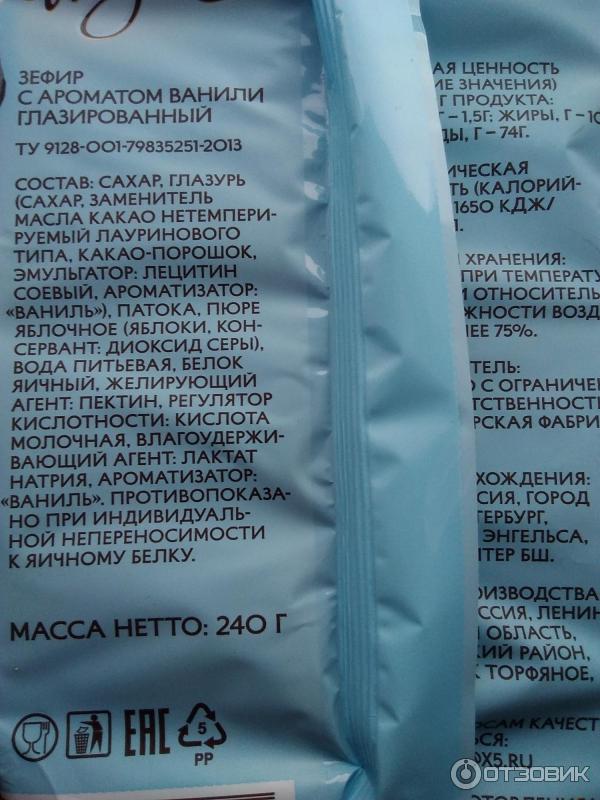 ЗЕФИР
С АРОМАТОМ ВАНИЛИ
ГЛАЗИРОВАННЫЙ
ТУ 9128-001-79835251-2013
СОСТАВ: САХАР, ГЛАЗУРЬ
(САХАР, ЗАМЕНИТЕЛЬ
МАСЛА КАКАО НЕТЕМПЕРИ-
РУЕМЫЙ ЛАУРИНОВОГО
ТИПА, КАКАО-ПОРОШОК,
ЭМУЛЬГАТОР: ЛЕЦИТИН
СОЕВЫЙ, АРОМАТИЗАТОР:
«ВАНИЛЬ»), ПАТОКА, ПЮРЕ
ЯБЛОЧНОЕ (ЯБЛОКИ, КОН-
СЕРВАНТ: ДИОКСИД СЕРЫ),
ВОДА ПИТЬЕВАЯ, БЕЛОК
ЯИЧНЫЙ, ЖЕЛИРУЮЩИЙ
АГЕНТ: ПЕКТИН, РЕГУЛЯТОР
КИСЛОТНОСТИ: КИСЛОТА
МОЛОЧНАЯ, ВЛАГОУДЕРЖИ-
ВАЮЩИЙ АГЕНТ: ЛАКТАТ
НАТРИЯ, АРОМАТИЗАТОР:
«ВАНИЛЬ». ПРОТИВОПОКАЗА-
НО ПРИ ИНДИВИДУАЛЬ-
НОЙ НЕПЕРЕНОСИМОСТИ
К ЯИЧНОМУ БЕЛКУ.
МАССА НЕТТО: 240 Г
ЕАС
5
PP
АЯ ЦЕННОСТЬ
ИЕ ЗНАЧЕНИЯ)
Г ПРОДУКТА:
– 1,5Г; ЖИРЫ, Г – 10
ДЫ, Г – 74Г.
ИЧЕСКАЯ
ТЬ (КАЛОРИЙ-
1650 КДЖ/
ХРАНЕНИЯ:
ПРИ ТЕМПЕРАТУ
И ОТНОСИТЕЛЬ
ЖНОСТИ ВОЗД
ЛЕЕ 75%.
ТЕЛЬ:
О С ОГРАНИЧЕН
ТСТВЕННОСТЬ
РСКАЯ ФАБРИ
ХОЖДЕНИЯ:
ССИЯ, ГОРОД
ТЕРБУРГ,
ЭНГЕЛЬСА,
ИТЕР БШ.
ОИЗВОДСТВА
ОССИЯ, ЛЕНИН
ОБЛАСТЬ,
КИЙ РАЙОН,
К ТОРФЯНОЕ,
ОСАМ КАЧЕСТ
ЬСЯ:
X5.RU
ОТЗОВИК